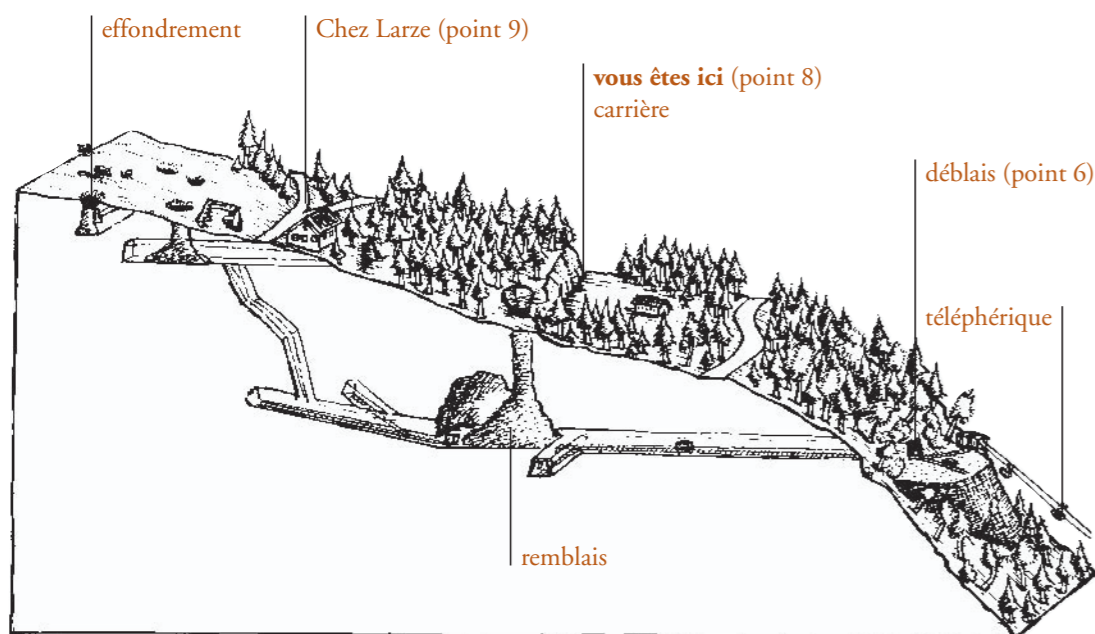 effondrement
Chez Larze (point 9)
vous êtes ici (point 8)
carrière
déblais (point 6)
téléphérique
remblais